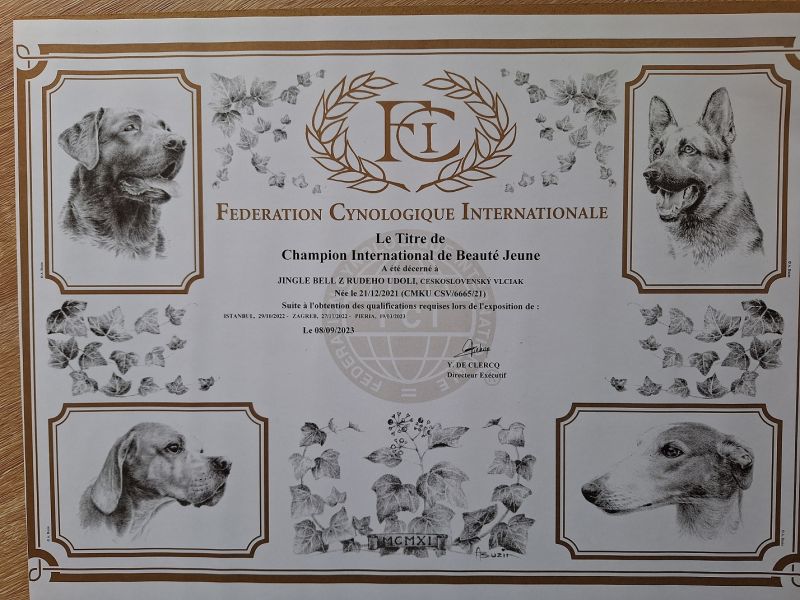 FCI
FEDERATION CYNOLOGIQUE INTERNATIONALE
Le Titre de
Champion International de Beauté Jeune
A été décerné à
JINGLE BELL Z RUDEHO UDOLI, CESKOSLOVENSKY VLCIAK
Née le 21/12/2021 (CMKU CSV/6665/21)
Suite à l'obtention des qualifications requises lors de l'exposition de :
ISTANBUL, 29/10/2022 - ZAGREB, 27/11/2022 - PIERIA, 19/03/2023
Le 08/09/2023
Y. DE CLERCQ
Directeur Exécutif
FCI
MCMXI